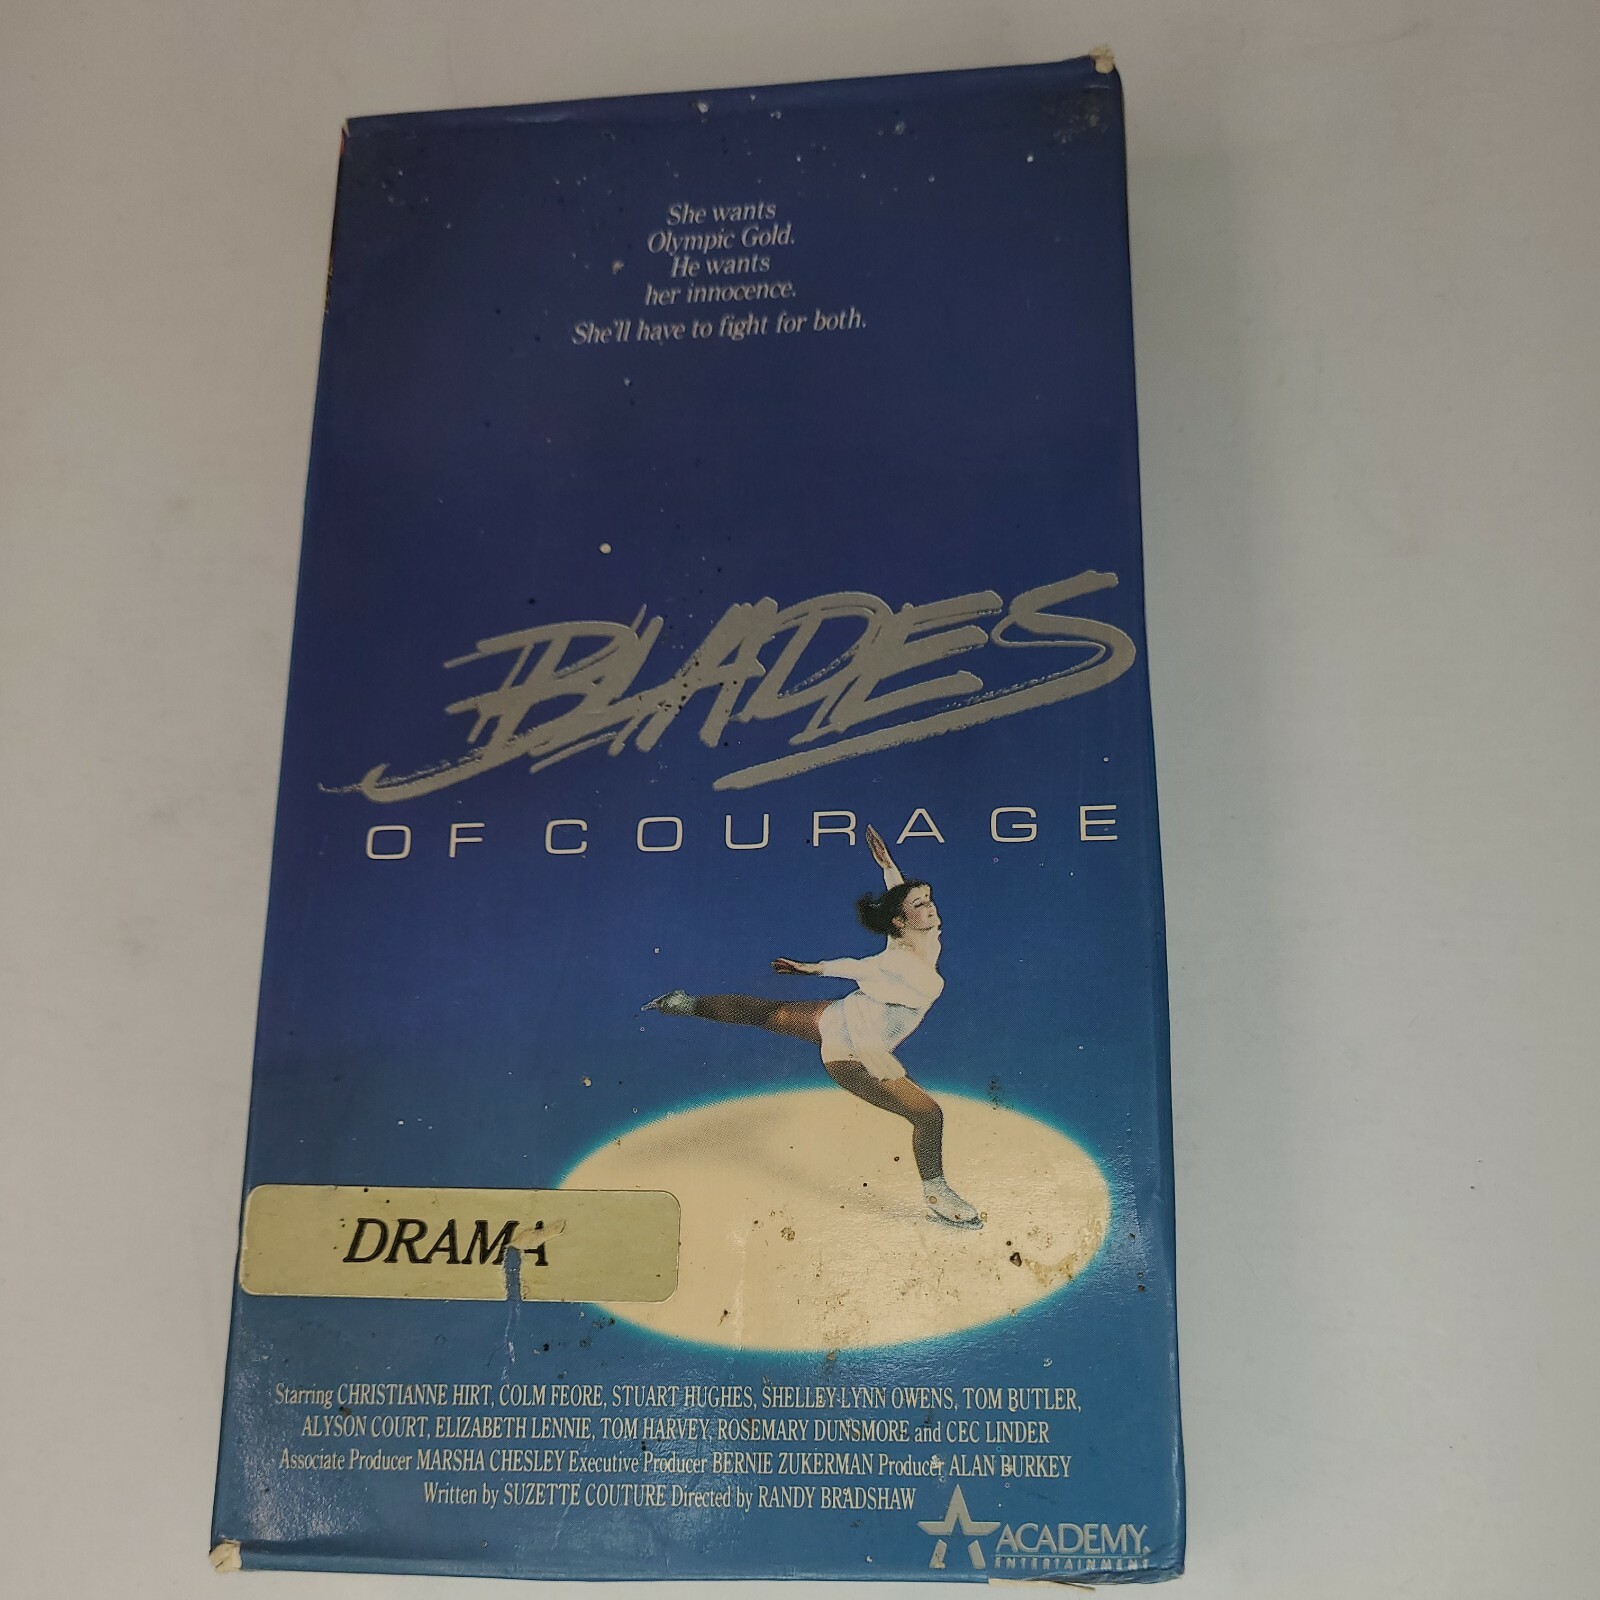 She wants
Olympic Gold.
He wants
her innocence.
She'll have to fight for both.
BLADES
OF COURAGE
DRAMA
Starring CHRISTIANNE HIRT, COLM FEORE, STUART HUGHES, SHELLEY-LYNN OWENS, TOM BUTLER,
ALYSON COURT, ELIZABETH LENNIE, TOM HARVEY, ROSEMARY DUNSMORE and CEC LINDER
Associate Producer MARSHA CHESLEY Executive Producer BERNIE ZUKERMAN Producer ALAN BURKEY
Written by SUZETTE COUTURE Directed by RANDY BRADSHAW
ACADEMY
ENTERTAINMENT